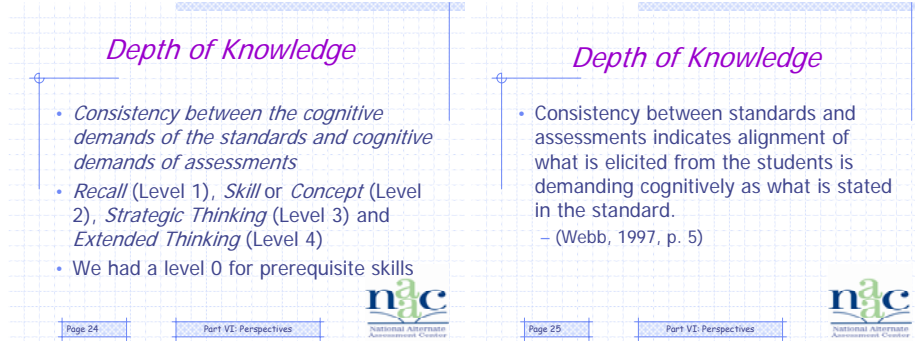 Depth of Knowledge
• Consistency between the cognitive
demands of the standards and cognitive
demands of assessments
• Recall (Level 1), Skill or Concept (Level
2), Strategic Thinking (Level 3) and
Extended Thinking (Level 4)
• We had a level 0 for prerequisite skills
naac
National Alternate
Assessment Center
Page 24
Part VI: Perspectives
Depth of Knowledge
• Consistency between standards and
assessments indicates alignment of
what is elicited from the students is
demanding cognitively as what is stated
in the standard.
– (Webb, 1997, p. 5)
naac
National Alternate
Assessment Center
Page 25
Part VI: Perspectives